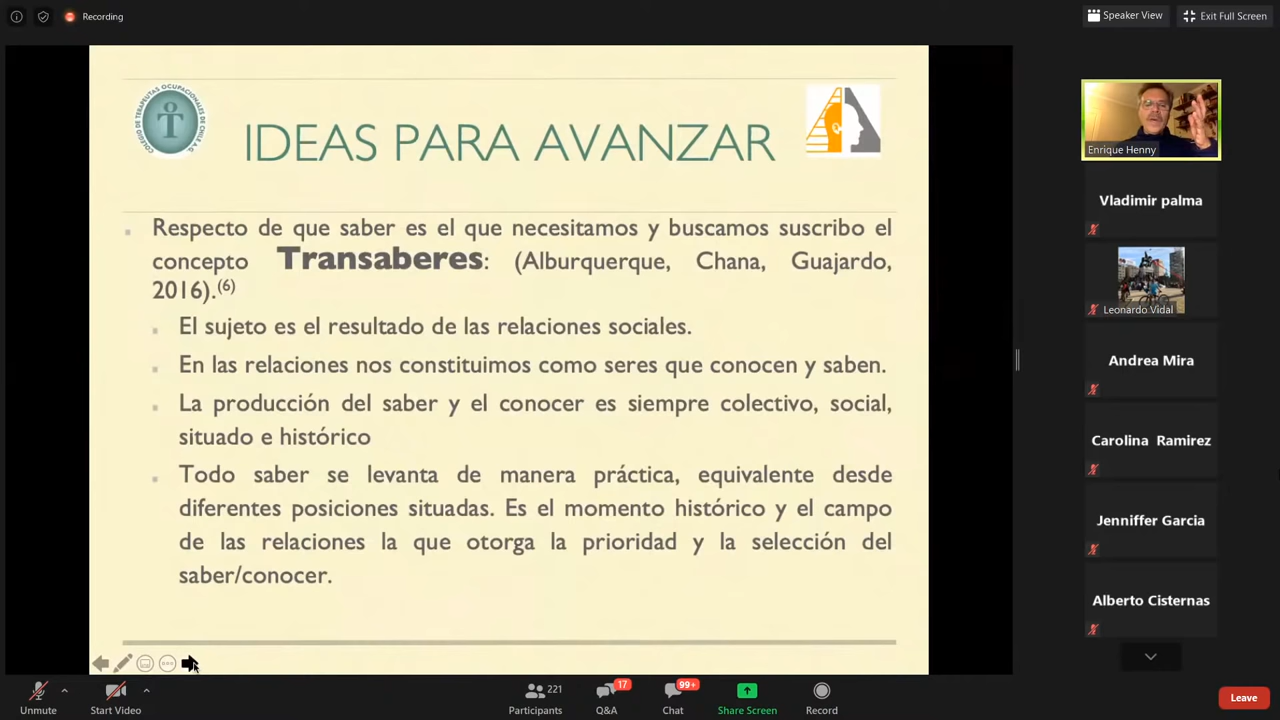 Recording
Speaker View
Exit Full Screen
COLEGIO DE TERAPEUTAS OCUPACIONALES DE CHILE A.G.
IDEAS PARA AVANZAR
Respecto de que saber es el que necesitamos y buscamos suscribo el
concepto Transaberes: (Alburquerque, Chana, Guajardo,
2016).(6)
El sujeto es el resultado de las relaciones sociales.
En las relaciones nos constituimos como seres que conocen y saben.
La producción del saber y el conocer es siempre colectivo, social,
situado e histórico
Todo saber se levanta de manera práctica, equivalente desde
diferentes posiciones situadas. Es el momento histórico y el campo
de las relaciones la que otorga la prioridad y la selección del
saber/conocer.
Enrique Henny
Vladimir palma
Leonardo Vidal
Andrea Mira
Carolina Ramirez
Jenniffer Garcia
Alberto Cisternas
Unmute
Start Video
221
Participants
17
Q&A
99+
Chat
Share Screen
Record
Leave